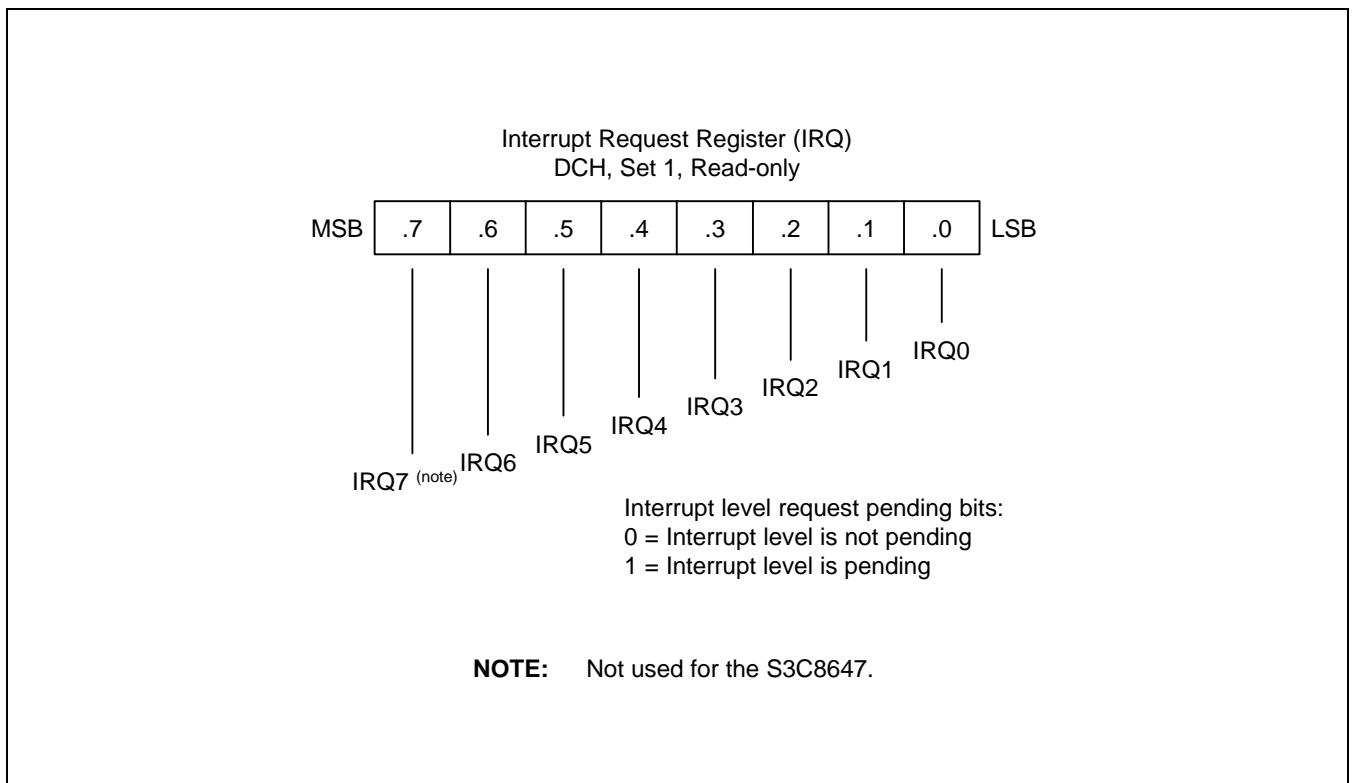 Interrupt Request Register (IRQ)
DCH, Set 1, Read-only
MSB .7 .6 .5 .4 .3 .2 .1 .0 LSB
IRQ0
IRQ1
IRQ2
IRQ3
IRQ4
IRQ5
IRQ6
IRQ7 (note)
Interrupt level request pending bits:
0 = Interrupt level is not pending
1 = Interrupt level is pending
NOTE: Not used for the S3C8647.